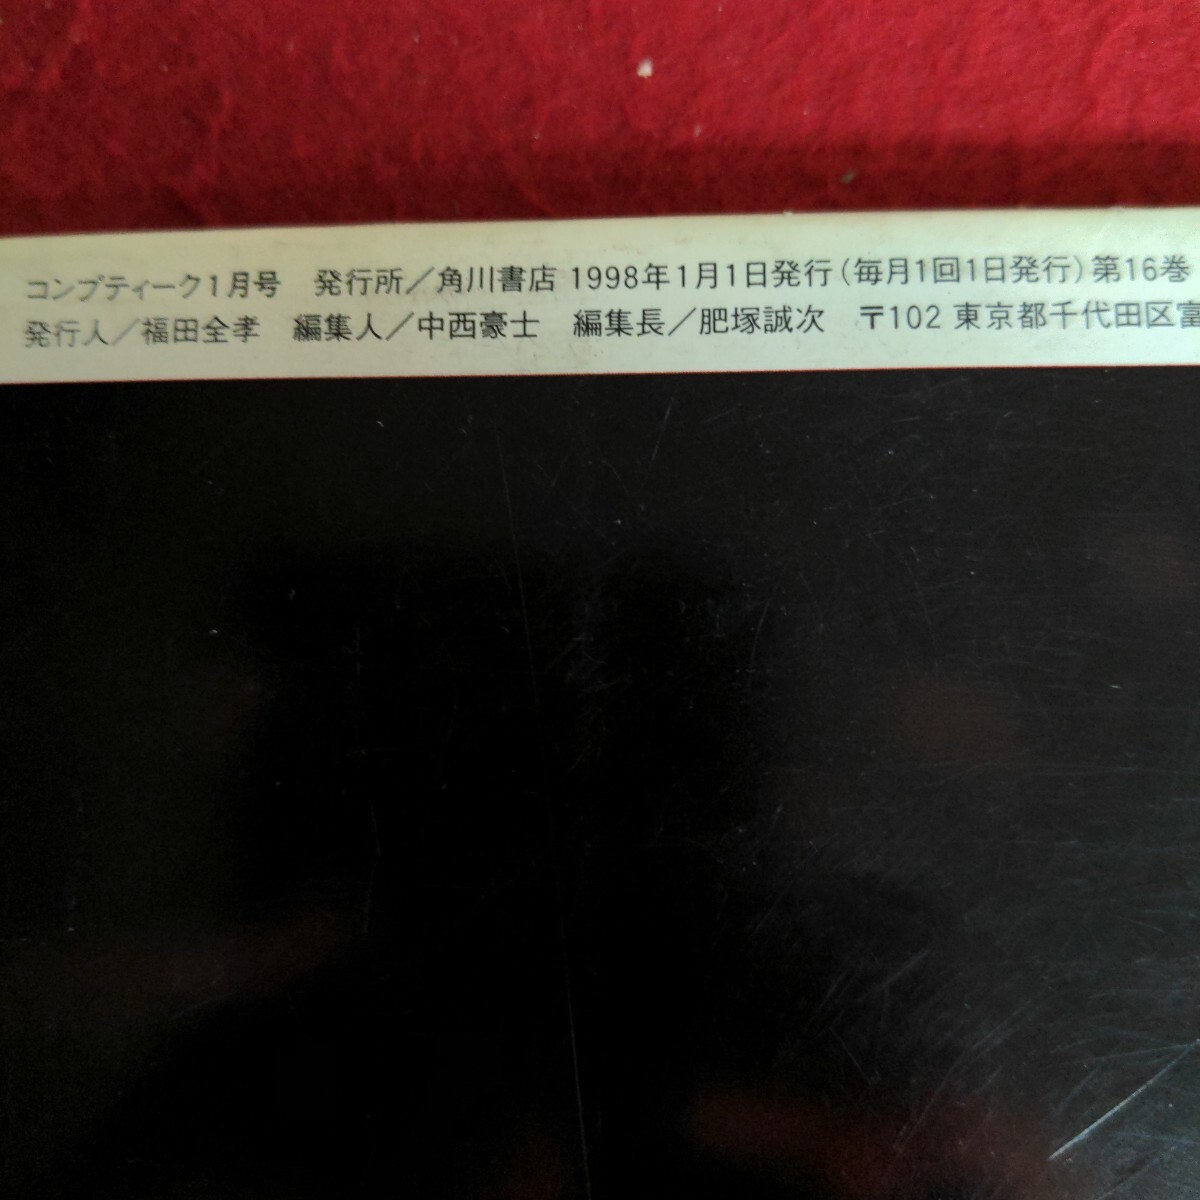 コンプティーク1月号　発行所／角川書店 1998年1月1日発行（毎月1回1日発行）第16巻
発行人／福田全孝　編集人／中西豪士　編集長／肥塚誠次　〒102 東京都千代田区富